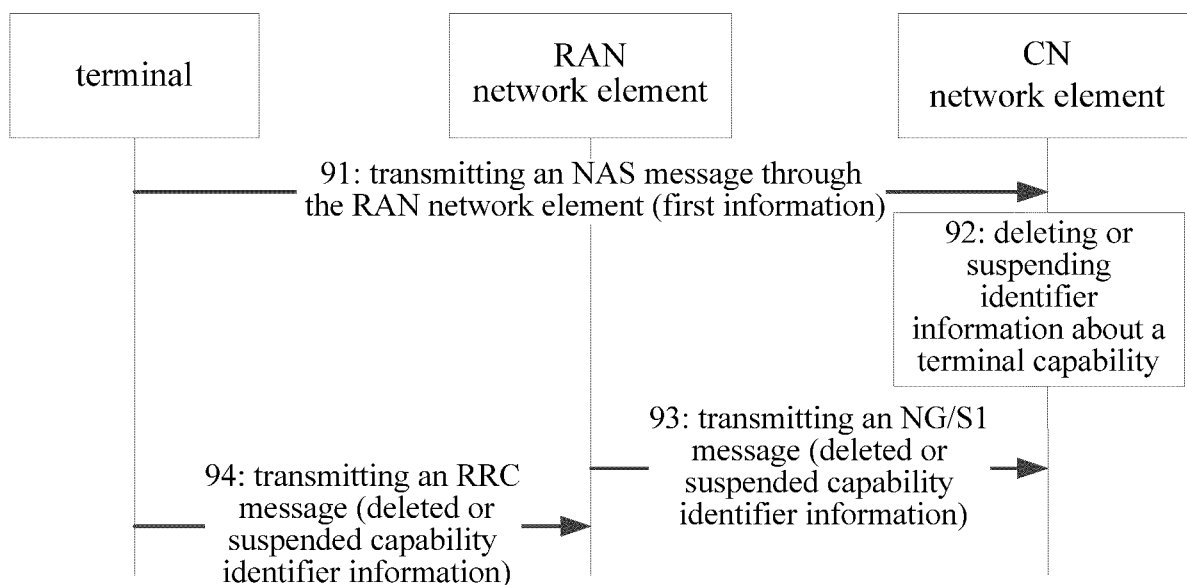 terminal
RAN
network element
CN
network element
91: transmitting an NAS message through
the RAN network element (first information)
92: deleting or
suspending
identifier
information about a
terminal capability
93: transmitting an NG/S1
message (deleted or
suspended capability
identifier information)
94: transmitting an RRC
message (deleted or
suspended capability
identifier information)